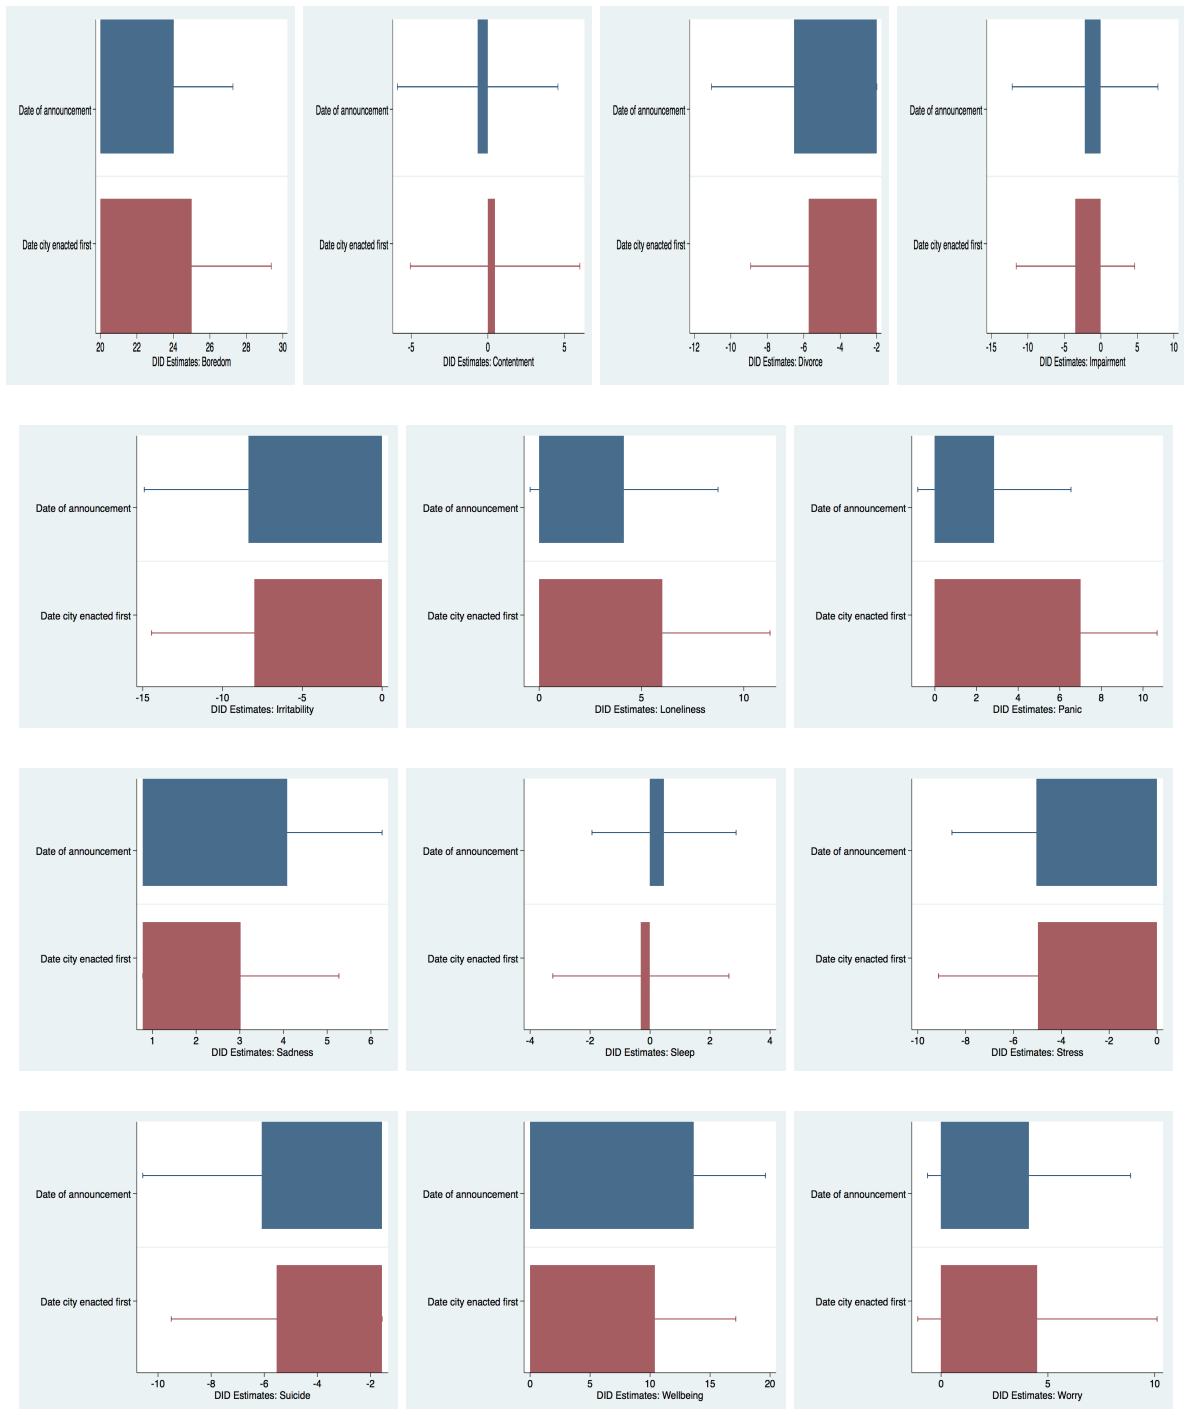 Date of announcement
Date city enacted first
20 22 24 26 28 30
DID Estimates: Boredom
Date of announcement
Date city enacted first
-5 0 5
DID Estimates: Contentment
Date of announcement
Date city enacted first
-12 -10 -8 -6 -4 -2
DID Estimates: Divorce
Date of announcement
Date city enacted first
-15 -10 -5 0 5 10
DID Estimates: Impairment
Date of announcement
Date city enacted first
-15 -10 -5 0
DID Estimates: Irritability
Date of announcement
Date city enacted first
0 5 10
DID Estimates: Loneliness
Date of announcement
Date city enacted first
0 2 4 6 8 10
DID Estimates: Panic
Date of announcement
Date city enacted first
1 2 3 4 5 6
DID Estimates: Sadness
Date of announcement
Date city enacted first
-4 -2 0 2 4
DID Estimates: Sleep
Date of announcement
Date city enacted first
-10 -8 -6 -4 -2 0
DID Estimates: Stress
Date of announcement
Date city enacted first
-10 -8 -6 -4 -2
DID Estimates: Suicide
Date of announcement
Date city enacted first
0 5 10 15 20
DID Estimates: Wellbeing
Date of announcement
Date city enacted first
0 5 10
DID Estimates: Worry